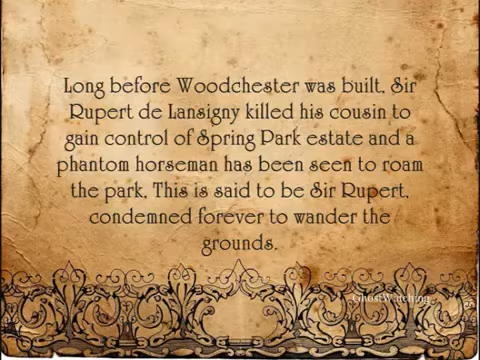 Long before Woodchester was built, Sir
Rupert de Lansigny killed his cousin to
gain control of Spring Park estate and a
phantom horseman has been seen to roam
the park. This is said to be Sir Rupert,
condemned forever to wander the
grounds.
GhostWatching